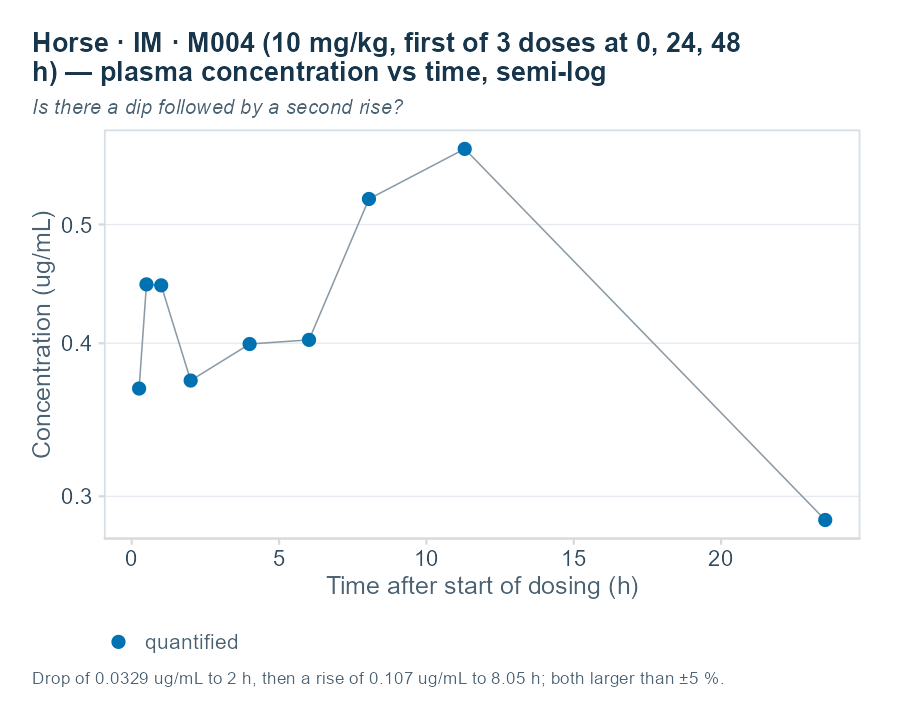 Horse · IM · M004 (10 mg/kg, first of 3 doses at 0, 24, 48
h) — plasma concentration vs time, semi-log
Is there a dip followed by a second rise?
Concentration (ug/mL)
0.5
0.4
0.3
0 5 10 15 20
Time after start of dosing (h)
quantified
Drop of 0.0329 ug/mL to 2 h, then a rise of 0.107 ug/mL to 8.05 h; both larger than ±5 %.